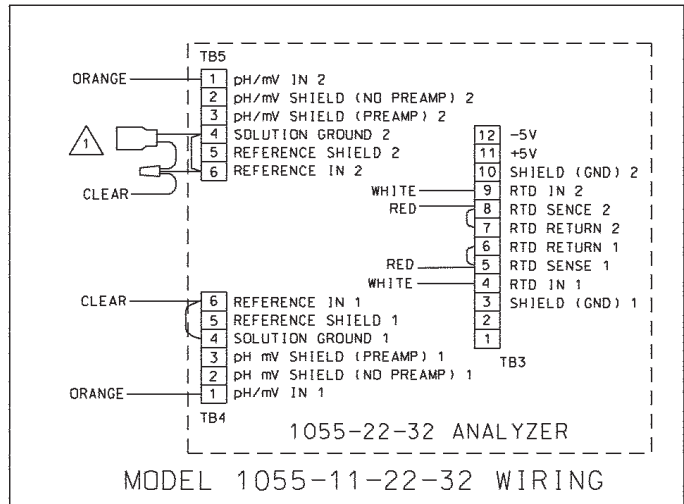 TB5
ORANGE 1 pH/mV IN 2
2 pH/mV SHIELD (NO PREAMP) 2
3 pH/mV SHIELD (PREAMP) 2
1 4 SOLUTION GROUND 2
5 REFERENCE SHIELD 2
6 REFERENCE IN 2
CLEAR
12 -5V
11 +5V
10 SHIELD (GND) 2
WHITE 9 RTD IN 2
RED 8 RTD SENCE 2
7 RTD RETURN 2
6 RTD RETURN 1
RED 5 RTD SENSE 1
WHITE 4 RTD IN 1
3 SHIELD (GND) 1
2
1
TB3
CLEAR 6 REFERENCE IN 1
5 REFERENCE SHIELD 1
4 SOLUTION GROUND 1
3 pH mV SHIELD (PREAMP) 1
2 pH mV SHIELD (NO PREAMP) 1
ORANGE 1 pH/mV IN 1
TB4
1055-22-32 ANALYZER
MODEL 1055-11-22-32 WIRING